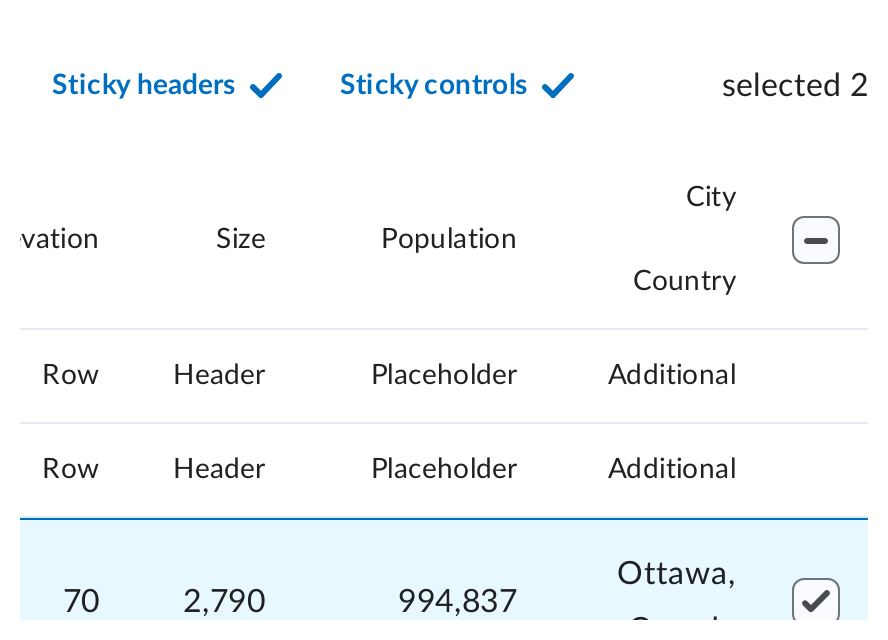 Sticky headers Sticky controls selected 2
City
vation Size Population
Country
Row Header Placeholder Additional
Row Header Placeholder Additional
Ottawa,
70 2,790 994,837